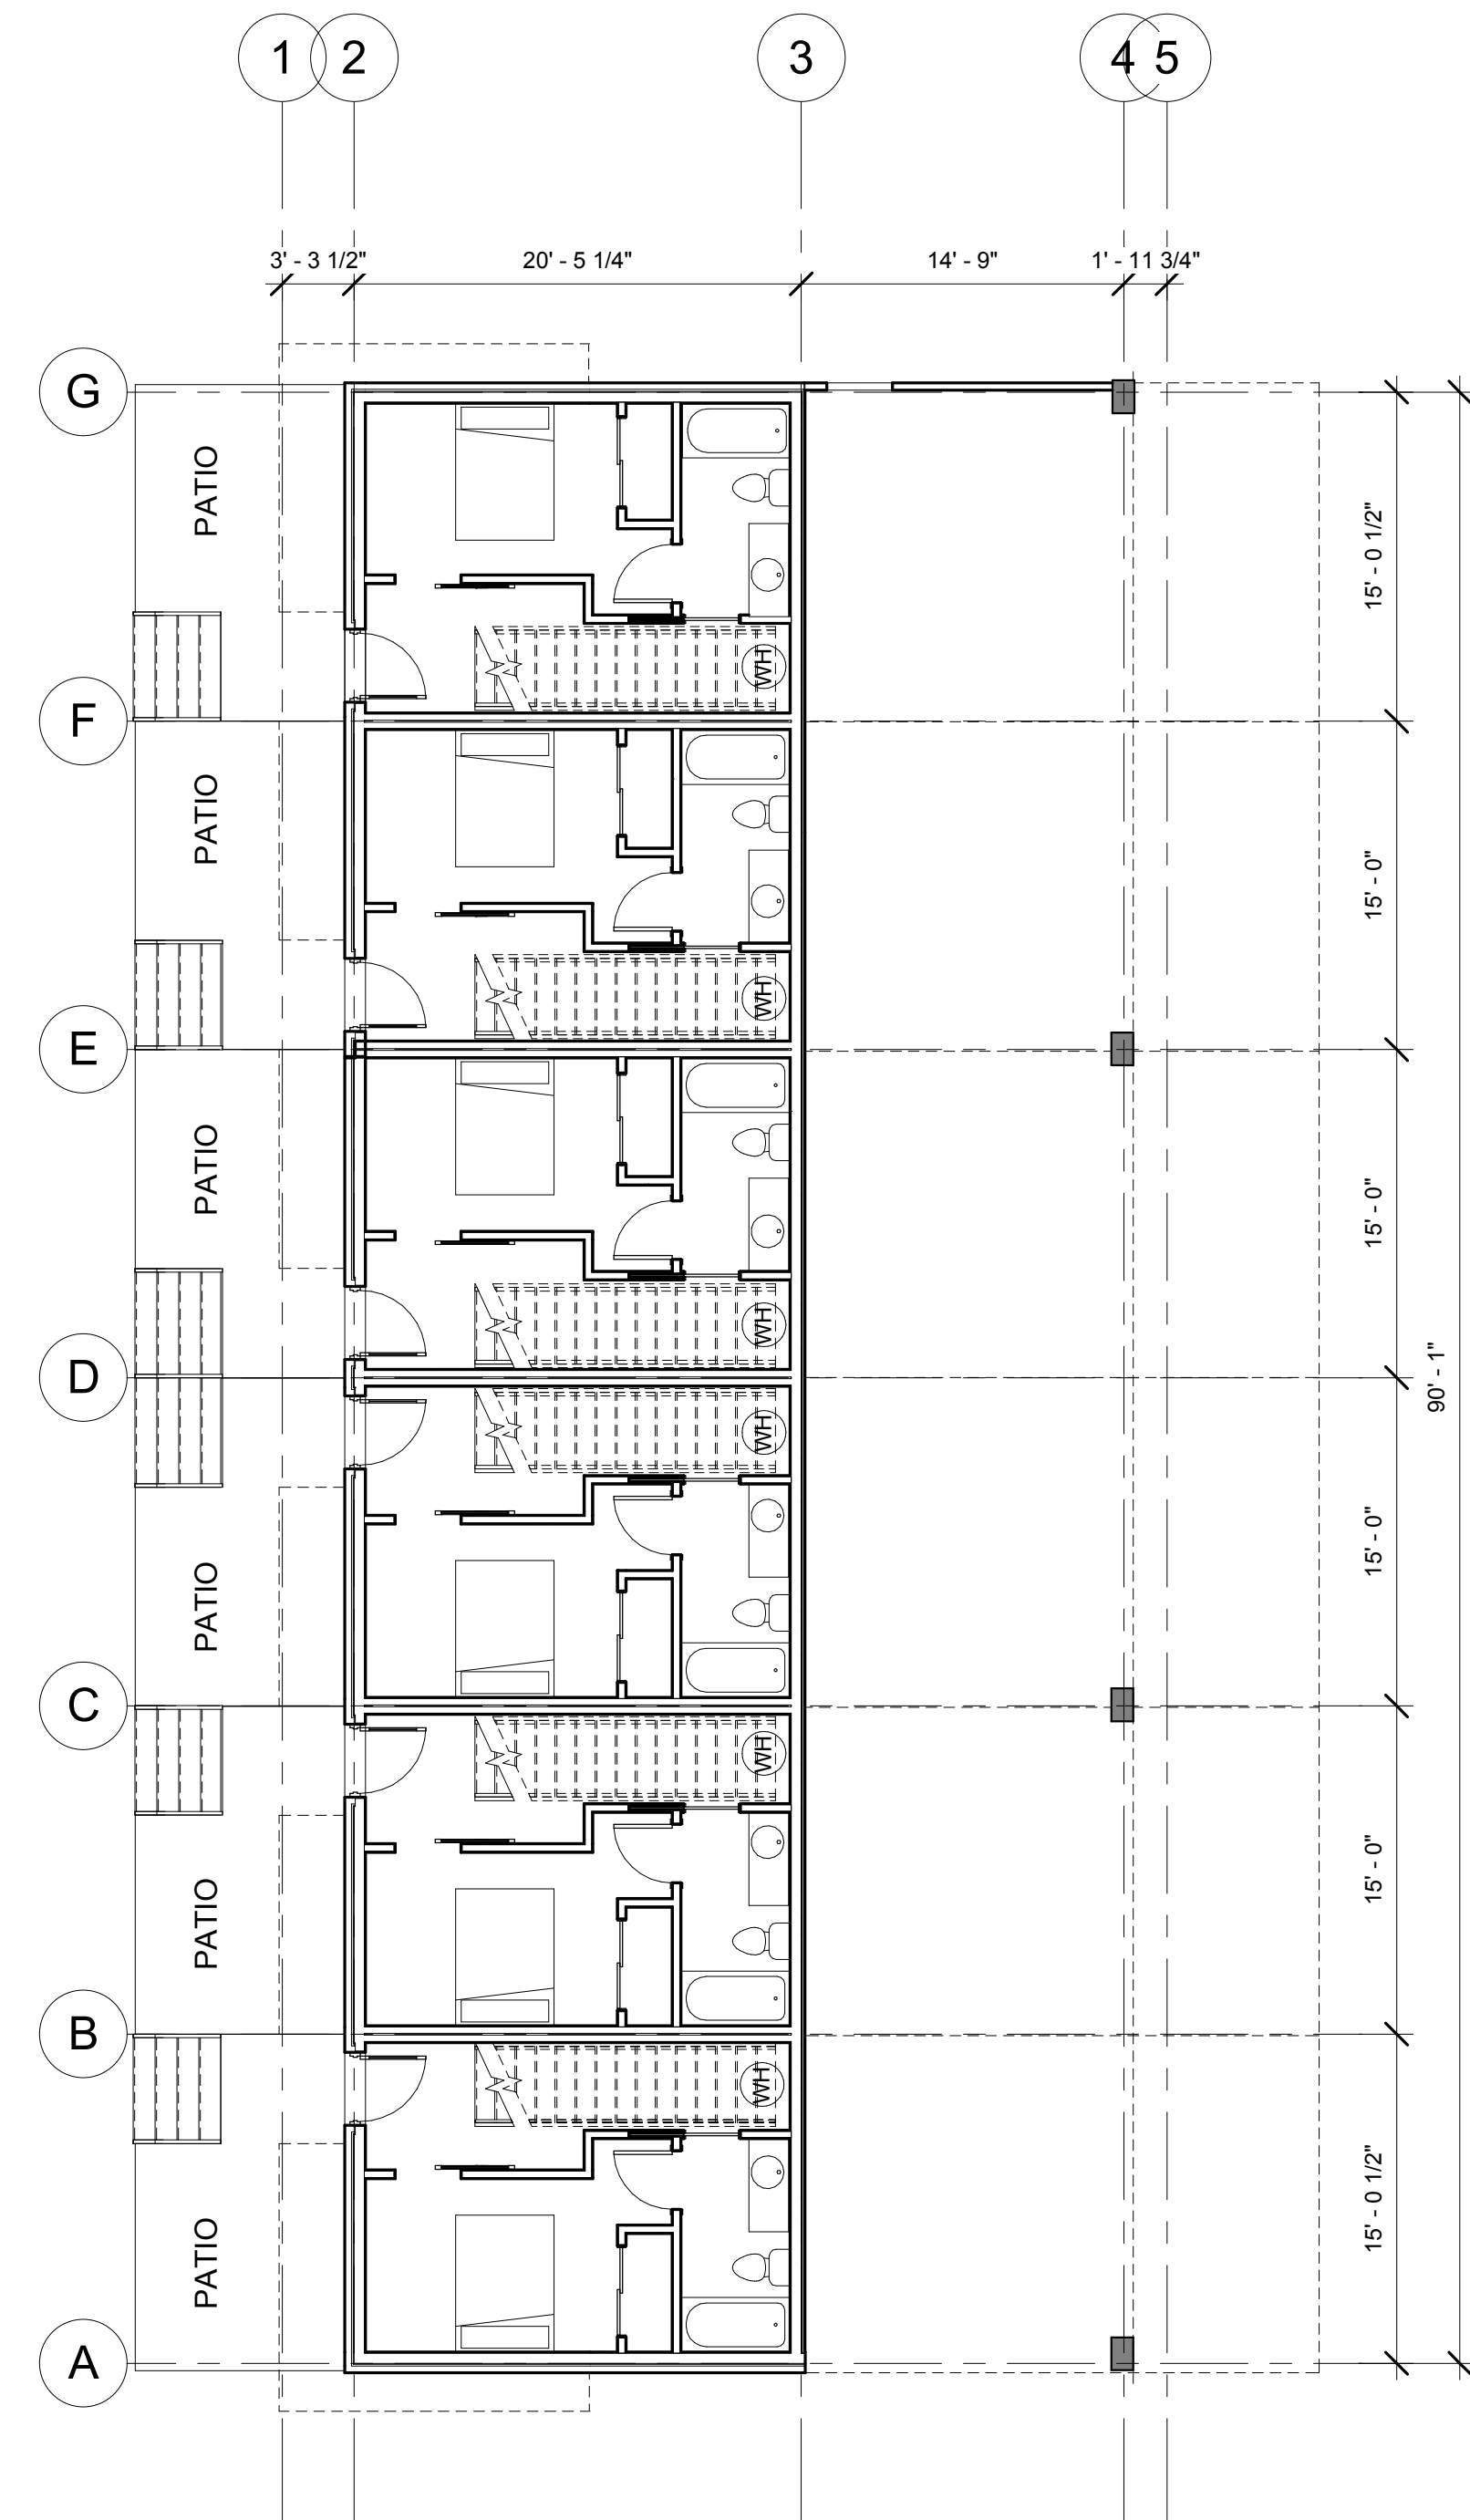 1 2 3 4 5
3' - 3 1/2" 20' - 5 1/4" 14' - 9" 1' - 11 3/4"
G
PATIO
15' - 0 1/2"
WH
F
PATIO
15' - 0"
WH
E
PATIO
15' - 0"
WH
D
90' - 1"
WH
PATIO
15' - 0"
C
WH
PATIO
15' - 0"
B
WH
PATIO
15' - 0 1/2"
A